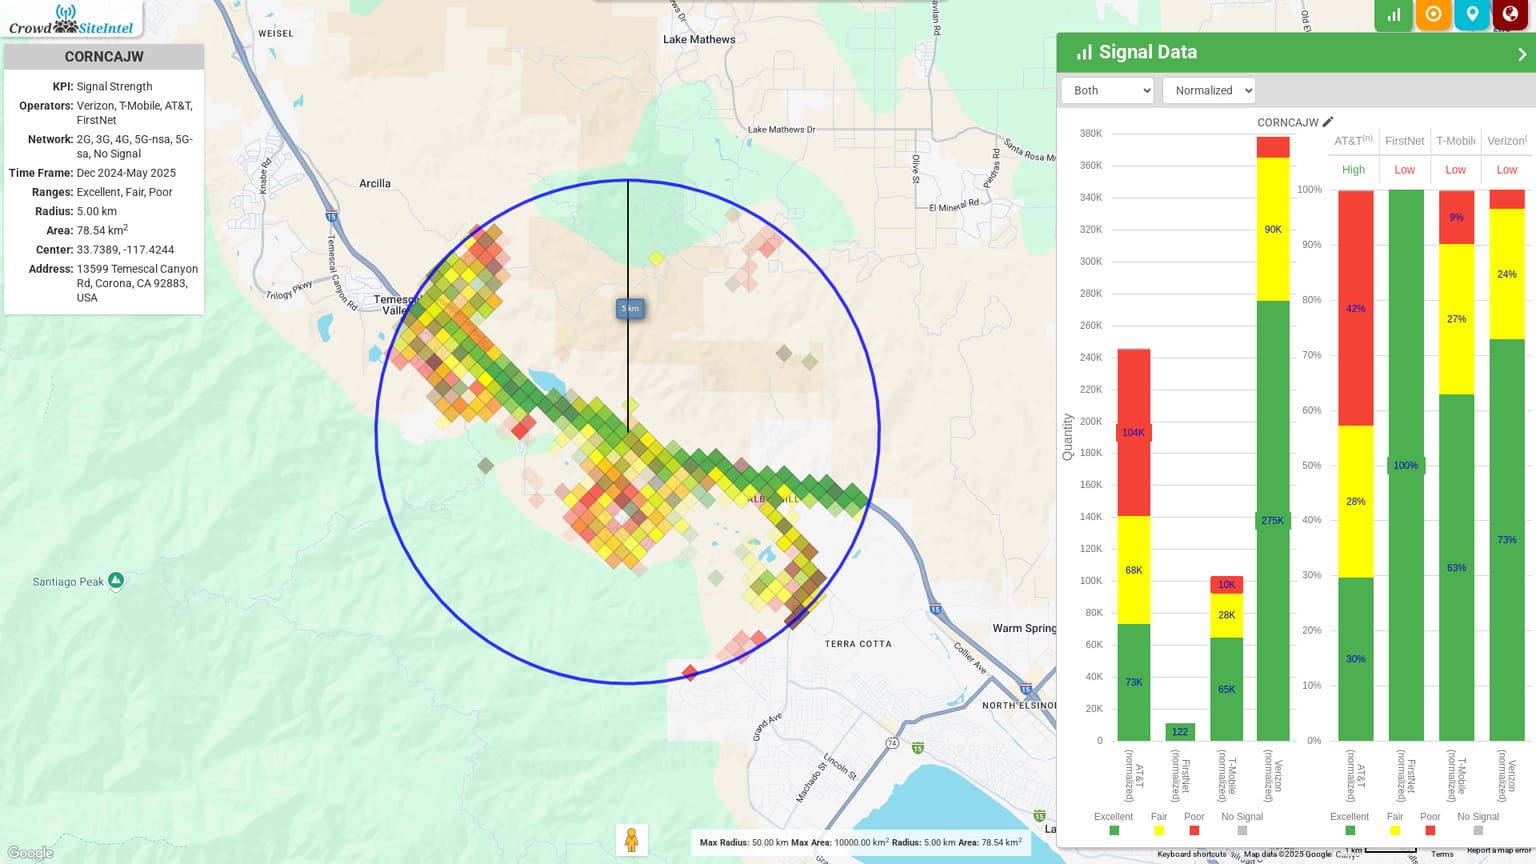 CrowdSiteIntel
CORNCAJW
KPI: Signal Strength
Operators: Verizon, T-Mobile, AT&T,
FirstNet
Network: 2G, 3G, 4G, 5G-nsa, 5G-
sa, No Signal
Time Frame: Dec 2024-May 2025
Ranges: Excellent, Fair, Poor
Radius: 5.00 km
Area: 78.54 km2
Center: 33.7389, -117.4244
Address: 13599 Temescal Canyon
Rd, Corona, CA 92883,
USA
WEISEL
Lake Mathews
Lake Mathews Dr
Olive St
Piedras Rd
Santa Rosa M
El Mineral Rd
Knabe Rd
Arcilla
15
Temescal Canyon Rd
Trilogy Pkwy
Temescal
Valley
5 km
Santiago Peak
TERRA COTTA
15
Warm Spring
Collier Ave
15
NORTH ELSINO
Grand Ave
74
15
Lincoln St
Machado St
15
La
Google
Max Radius: 50.00 km Max Area: 10000.00 km2 Radius: 5.00 km Area: 78.54 km2
Signal Data
Both
Normalized
CORNCAJW
Quantity
380K
360K
340K
320K
300K
280K
260K
240K
220K
200K
180K
160K
140K
120K
100K
80K
60K
40K
20K
0
104K
68K
73K
122
10K
28K
65K
90K
275K
AT&T (normalized)
FirstNet (normalized)
T-Mobile (normalized)
Verizon (normalized)
Excellent Fair Poor No Signal
AT&T(n) FirstNet T-Mobil Verizon(
High Low Low Low
100%
90%
80%
70%
60%
50%
40%
30%
20%
10%
0%
42%
28%
30%
100%
9%
27%
63%
24%
73%
AT&T (normalized)
FirstNet (normalized)
T-Mobile (normalized)
Verizon (normalized)
Excellent Fair Poor No Signal
Keyboard shortcuts Map data ©2025 Google 1 km Terms Report a map error